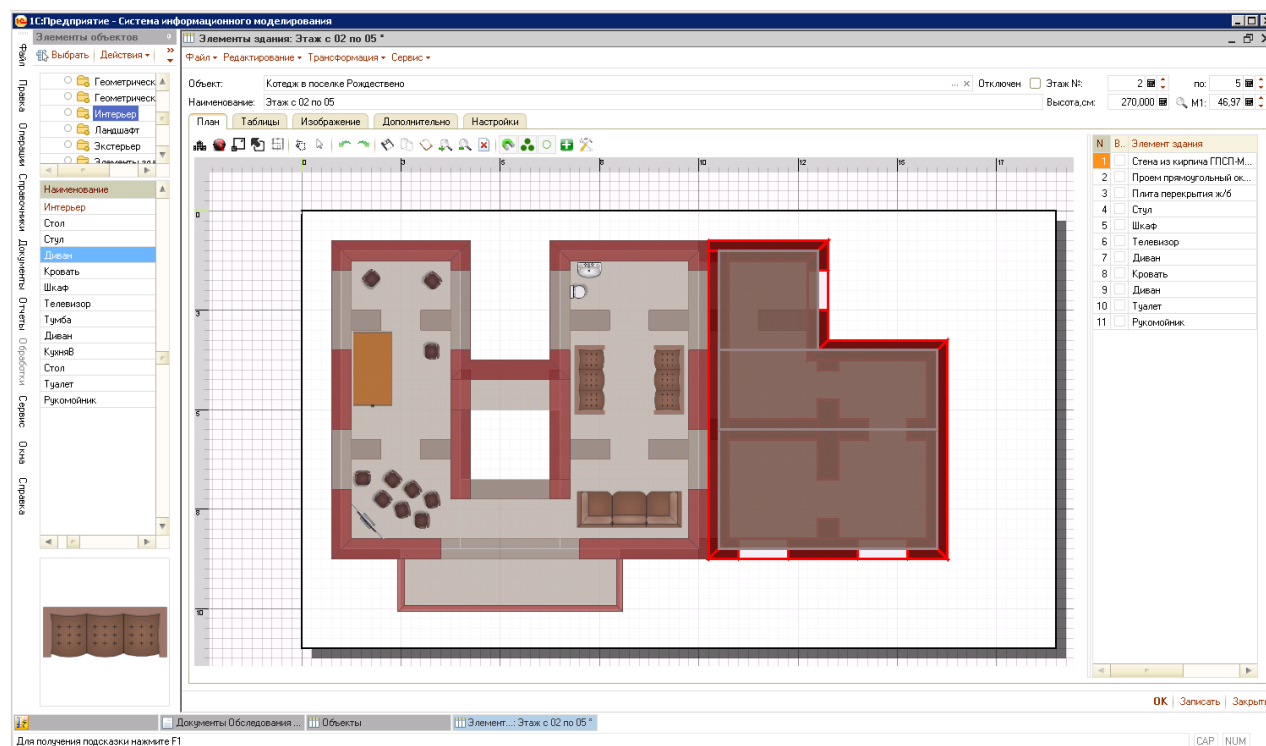 1С:Предприятие - Система информационного моделирования
Элементы объектов
Элементы здания: Этаж с 02 по 05 *
Выбрать
Действия
Файл
Редактирование
Трансформация
Сервис
Файл
Правка
Операции
Справочники
Документы
Отчеты
Обработки
Сервис
Окна
Справка
Геометрическ
Геометрическ
Интерьер
Ландшафт
Экстерьер
Объект:
Котедж в поселке Рождествено
... ×
Отключен
Этаж №:
2
по:
5
Наименование:
Этаж с 02 по 05
Высота,см:
270,000
М1:
46,97
План
Таблицы
Изображение
Дополнительно
Настройки
Наименование
Интерьер
Стол
Стул
Диван
Кровать
Шкаф
Телевизор
Тумба
Диван
КухняВ
Стол
Туалет
Рукомойник
N
В..
Элемент здания
1
Стена из кирпича ГПСП-М...
2
Проем прямоугольный ок...
3
Плита перекрытия ж/б
4
Стул
5
Шкаф
6
Телевизор
7
Диван
8
Кровать
9
Диван
10
Туалет
11
Рукомойник
OK
Записать
Закрыть
Документы Обследования ...
Объекты
Элемент...: Этаж с 02 по 05 *
Для получения подсказки нажмите F1
CAP
NUM